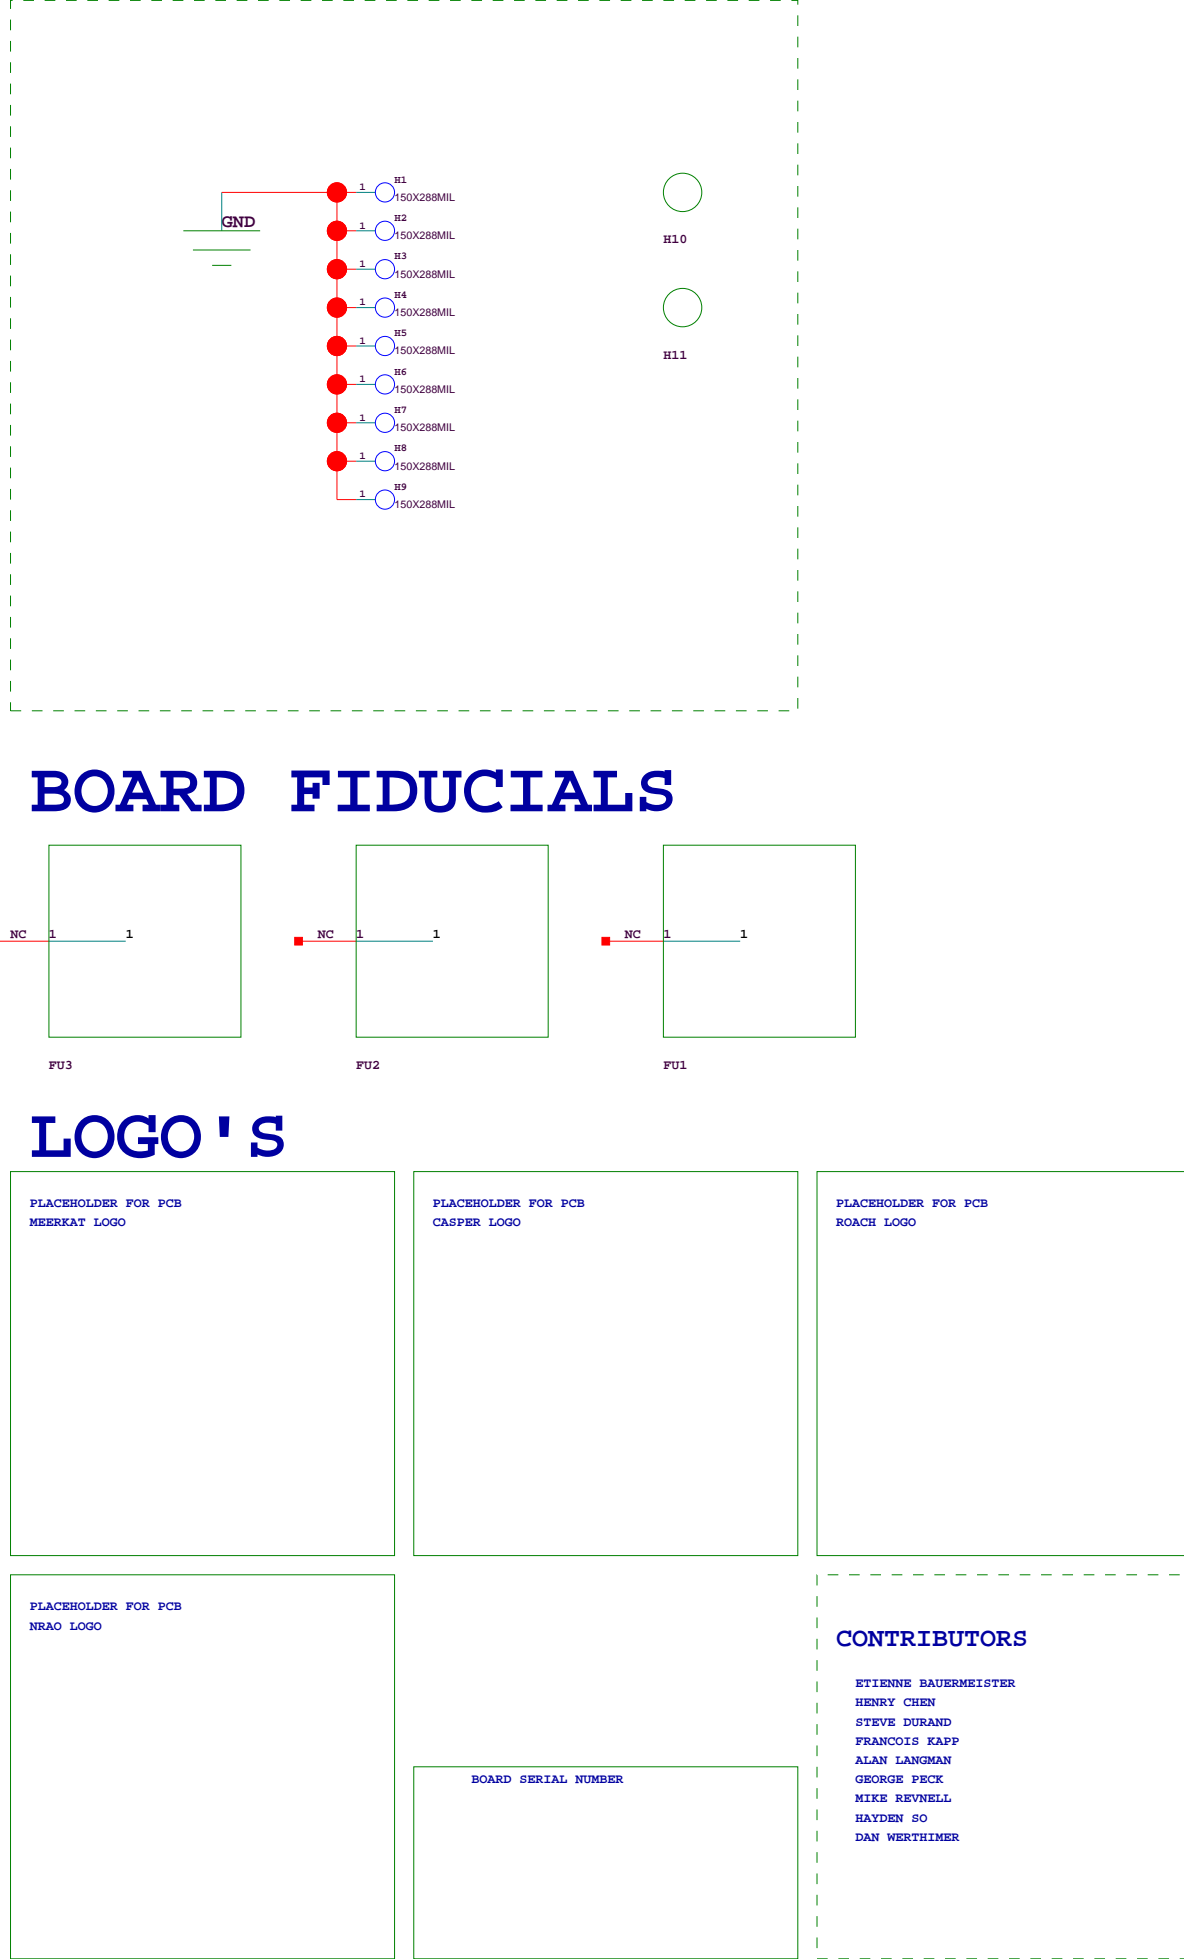 1 H1
150X288MIL
GND
1 H2
150X288MIL
H10
1 H3
150X288MIL
1 H4
150X288MIL
1 H5
150X288MIL
H11
1 H6
150X288MIL
1 H7
150X288MIL
1 H8
150X288MIL
1 H9
150X288MIL
BOARD FIDUCIALS
NC 1 1
NC 1 1
NC 1 1
FU3
FU2
FU1
LOGO'S
PLACEHOLDER FOR PCB
MEERKAT LOGO
PLACEHOLDER FOR PCB
CASPER LOGO
PLACEHOLDER FOR PCB
ROACH LOGO
PLACEHOLDER FOR PCB
NRAO LOGO
BOARD SERIAL NUMBER
CONTRIBUTORS
ETIENNE BAUERMEISTER
HENRY CHEN
STEVE DURAND
FRANCOIS KAPP
ALAN LANGMAN
GEORGE PECK
MIKE REVNELL
HAYDEN SO
DAN WERTHIMER